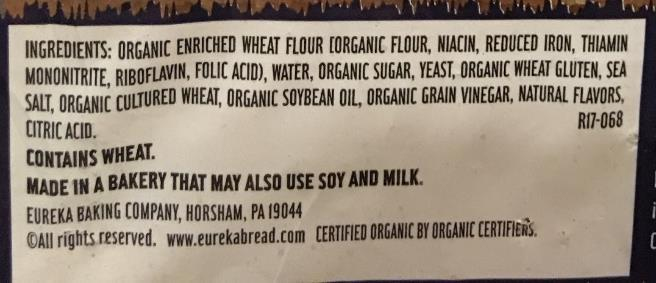 INGREDIENTS: ORGANIC ENRICHED WHEAT FLOUR [ORGANIC FLOUR, NIACIN, REDUCED IRON, THIAMIN
MONONITRITE, RIBOFLAVIN, FOLIC ACID), WATER, ORGANIC SUGAR, YEAST, ORGANIC WHEAT GLUTEN, SEA
SALT, ORGANIC CULTURED WHEAT, ORGANIC SOYBEAN OIL, ORGANIC GRAIN VINEGAR, NATURAL FLAVORS,
CITRIC ACID. R17-068
CONTAINS WHEAT.
MADE IN A BAKERY THAT MAY ALSO USE SOY AND MILK.
EUREKA BAKING COMPANY, HORSHAM, PA 19044
©All rights reserved. www.eurekabread.com CERTIFIED ORGANIC BY ORGANIC CERTIFIERS.